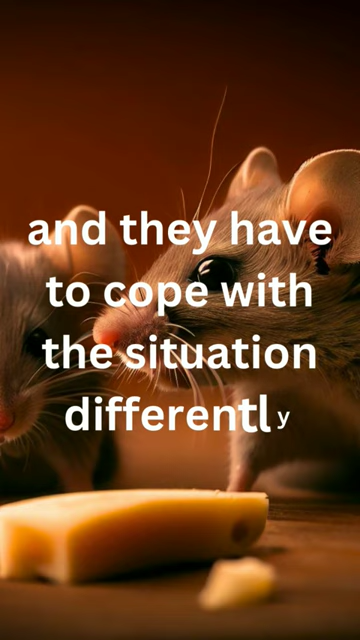 and they have
to cope with
the situation
differently